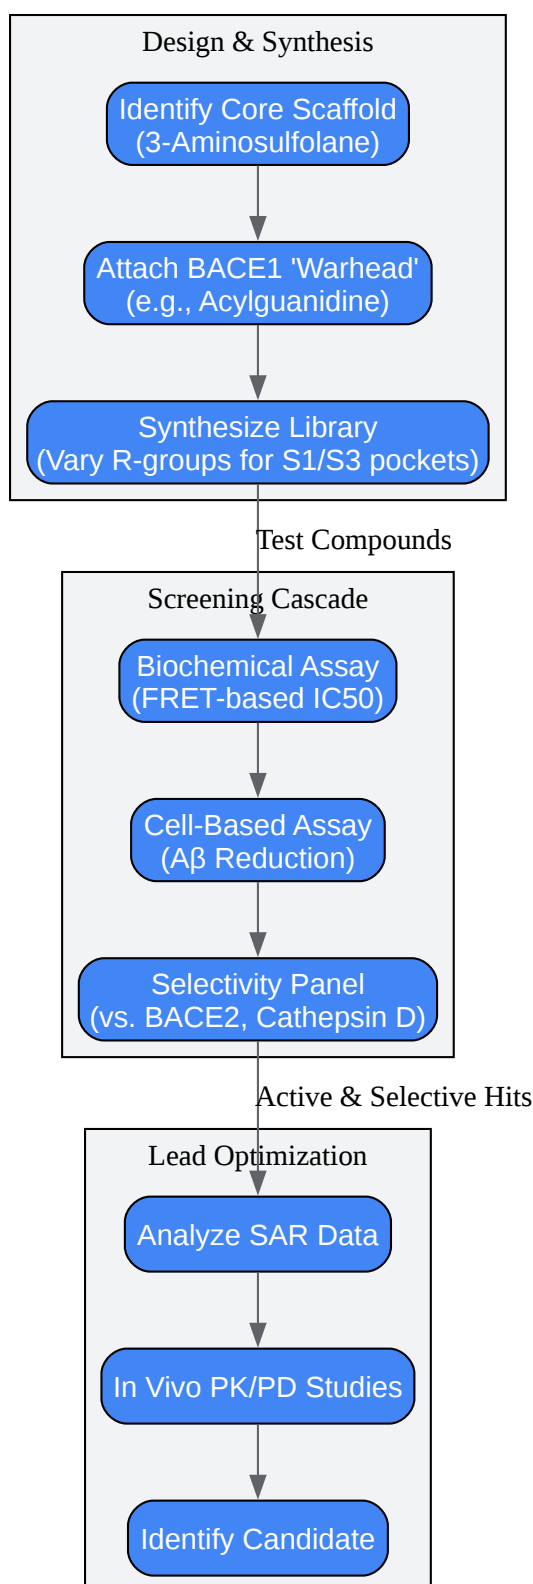 Design & Synthesis
Identify Core Scaffold
(3-Aminosulfolane)
Attach BACE1 'Warhead'
(e.g., Acylguanidine)
Synthesize Library
(Vary R-groups for S1/S3 pockets)
Test Compounds
Screening Cascade
Biochemical Assay
(FRET-based IC50)
Cell-Based Assay
(Aβ Reduction)
Selectivity Panel
(vs. BACE2, Cathepsin D)
Active & Selective Hits
Lead Optimization
Analyze SAR Data
In Vivo PK/PD Studies
Identify Candidate